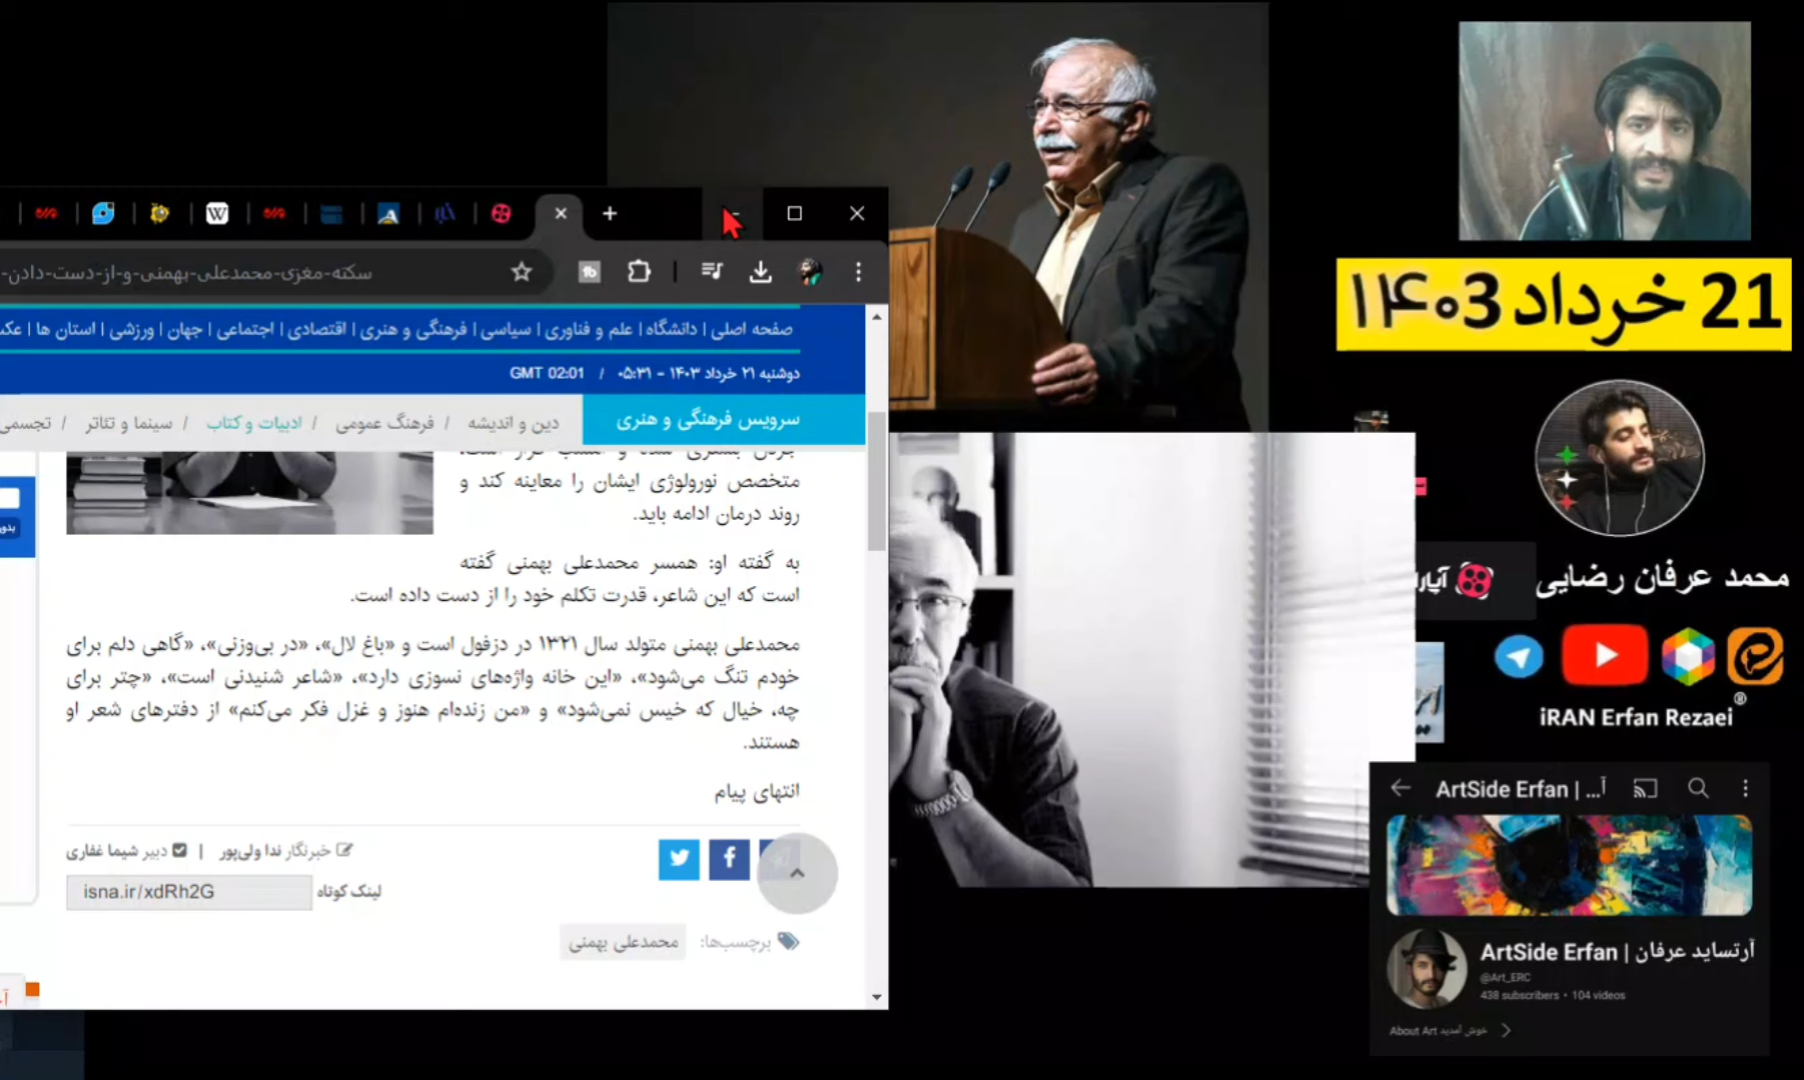 سکته-مغزی-محمدعلی-بهمنی-و-از-دست-دادن-
صفحه اصلی | دانشگاه | علم و فناوری | سیاسی | فرهنگی و هنری | اقتصادی | اجتماعی | جهان | ورزشی | استان ها |
دوشنبه ۲۱ خرداد ۱۴۰۳ - ۰۵:۳۱ / GMT 02:01
سرویس فرهنگی و هنری
دین و اندیشه / فرهنگ عمومی / ادبیات و کتاب / سینما و تئاتر / تجسمی
متخصص نورولوژی ایشان را معاینه کند و
روند درمان ادامه یابد.
به گفته او: همسر محمدعلی بهمنی گفته
است که این شاعر، قدرت تکلم خود را از دست داده است.
محمدعلی بهمنی متولد سال ۱۳۲۱ در دزفول است و «باغ لال»، «در بی‌وزنی»، «گاهی دلم برای
خودم تنگ می‌شود»، «این خانه واژه‌های نسوزی دارد»، «شاعر شنیدنی است»، «چتر برای
چه، خیال که خیس نمی‌شود» و «من زنده‌ام هنوز و غزل فکر می‌کنم» از دفترهای شعر او
هستند.
انتهای پیام
خبرنگار ندا ولی‌پور | دبیر شیما غفاری
لینک کوتاه isna.ir/xdRh2G
برچسب‌ها: محمدعلی بهمنی
21 خرداد ۱۴۰3
محمد عرفان رضایی
iRAN Erfan Rezaei®
ArtSide Erfan | آ...
ArtSide Erfan | آرتساید عرفان
@Art_ERC
438 subscribers • 104 videos
About Art خوش آمدید